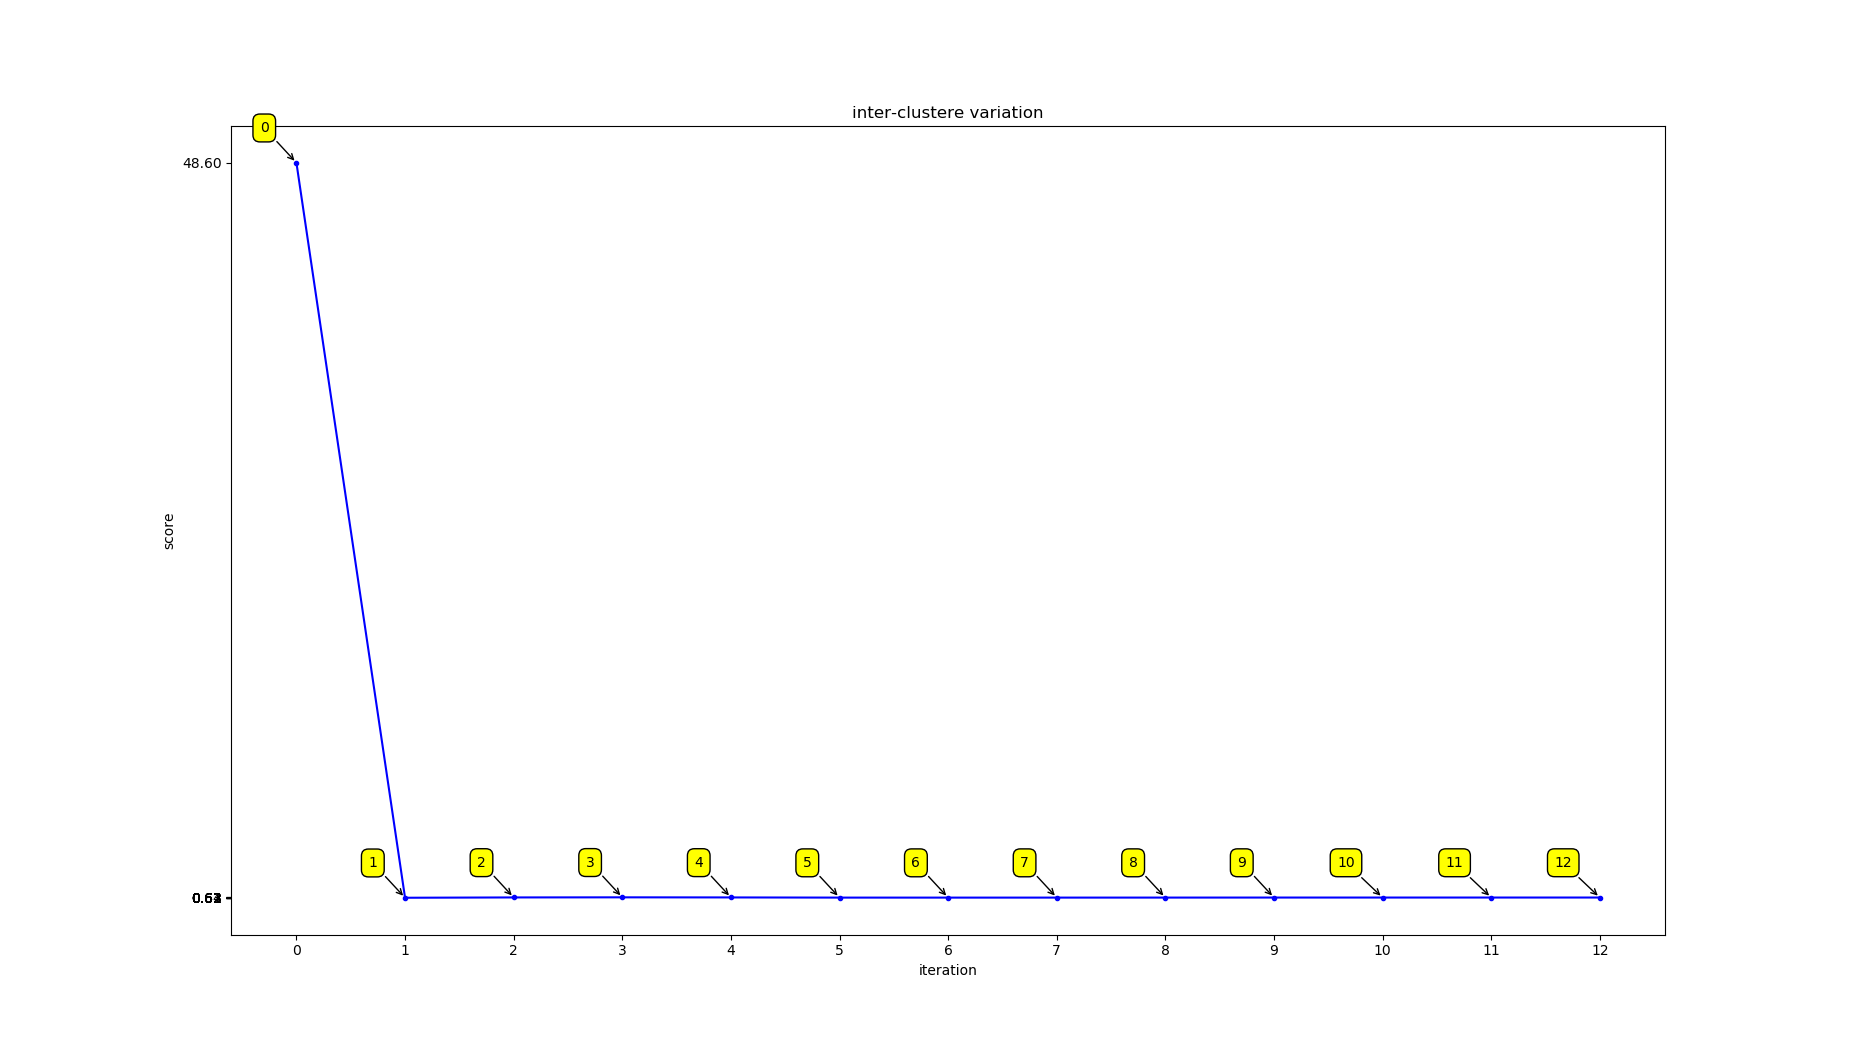 inter-clustere variation
0
48.60
score
1 2 3 4 5 6 7 8 9 10 11 12
0 1 2 3 4 5 6 7 8 9 10 11 12
iteration